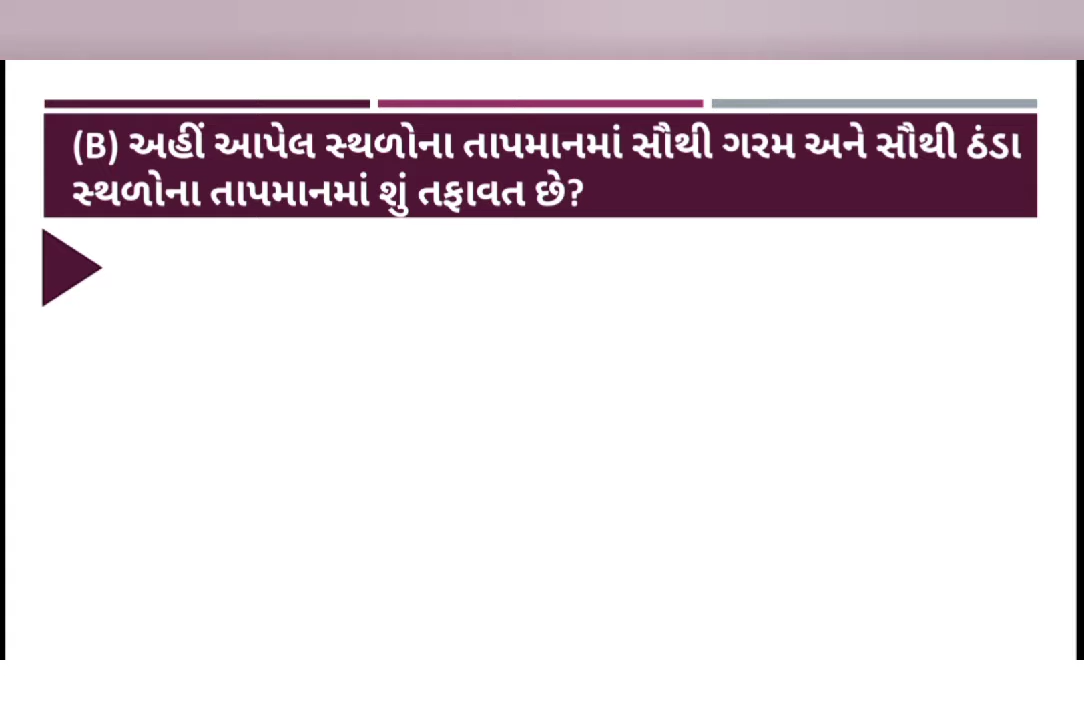 (B) અહીં આપેલ સ્થળોના તાપમાનમાં સૌથી ગરમ અને સૌથી ઠંડા
સ્થળોના તાપમાનમાં શું તફાવત છે?